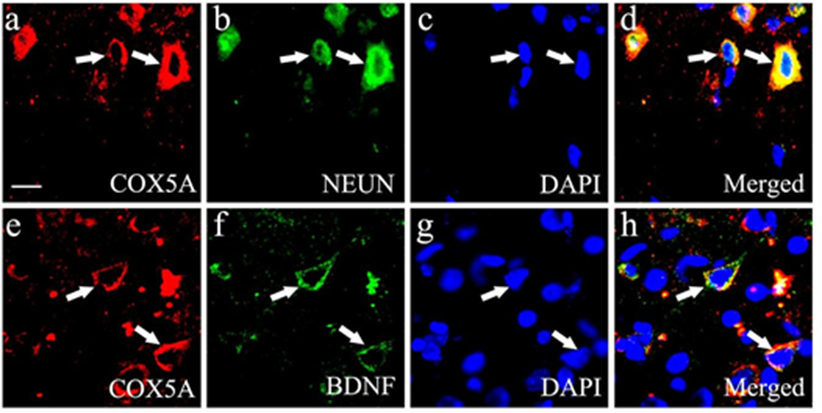 a b c d
COX5A NEUN DAPI Merged
e f g h
COX5A BDNF DAPI Merged